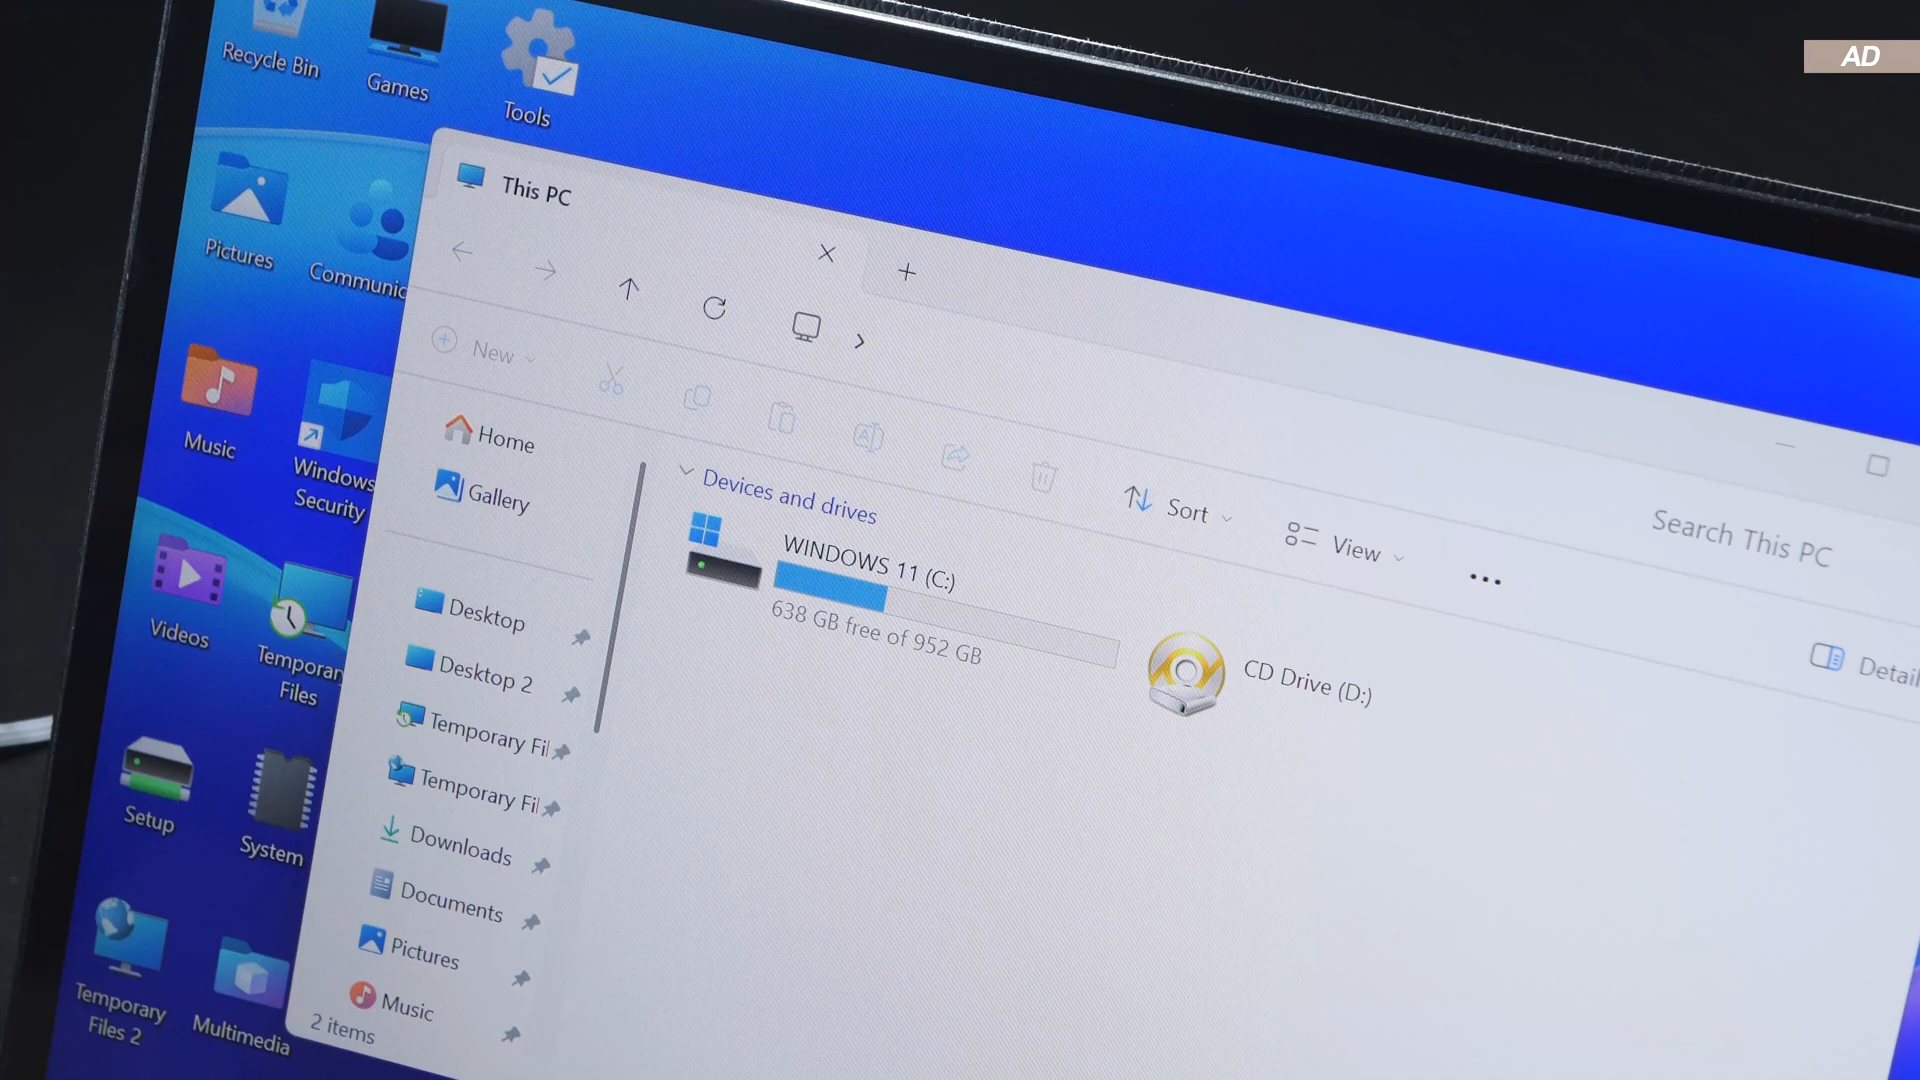 AD
Recycle Bin
Games
Tools
Pictures
Communic
Music
Windows
Security
Videos
Temporar
Files
Setup
System
Temporary
Files 2
Multimedia
This PC
New
Sort
View
Search This PC
Detail
Home
Gallery
Desktop
Desktop 2
Temporary Fil
Temporary Fil
Downloads
Documents
Pictures
Music
2 items
Devices and drives
WINDOWS 11 (C:)
638 GB free of 952 GB
CD Drive (D:)